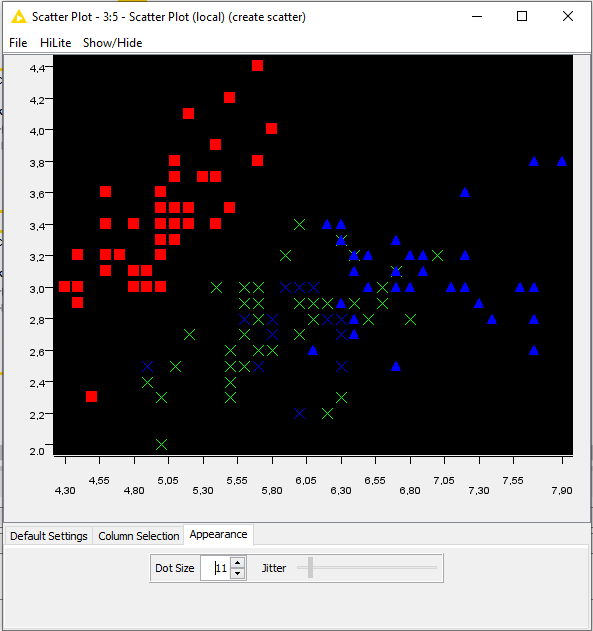 Scatter Plot - 3:5 - Scatter Plot (local) (create scatter)
File HiLite Show/Hide
4,4
4,2
4,0
3,8
3,6
3,4
3,2
3,0
2,8
2,6
2,4
2,2
2,0
4,30 4,55 4,80 5,05 5,30 5,55 5,80 6,05 6,30 6,55 6,80 7,05 7,30 7,55 7,90
Default Settings Column Selection Appearance
Dot Size 11 Jitter